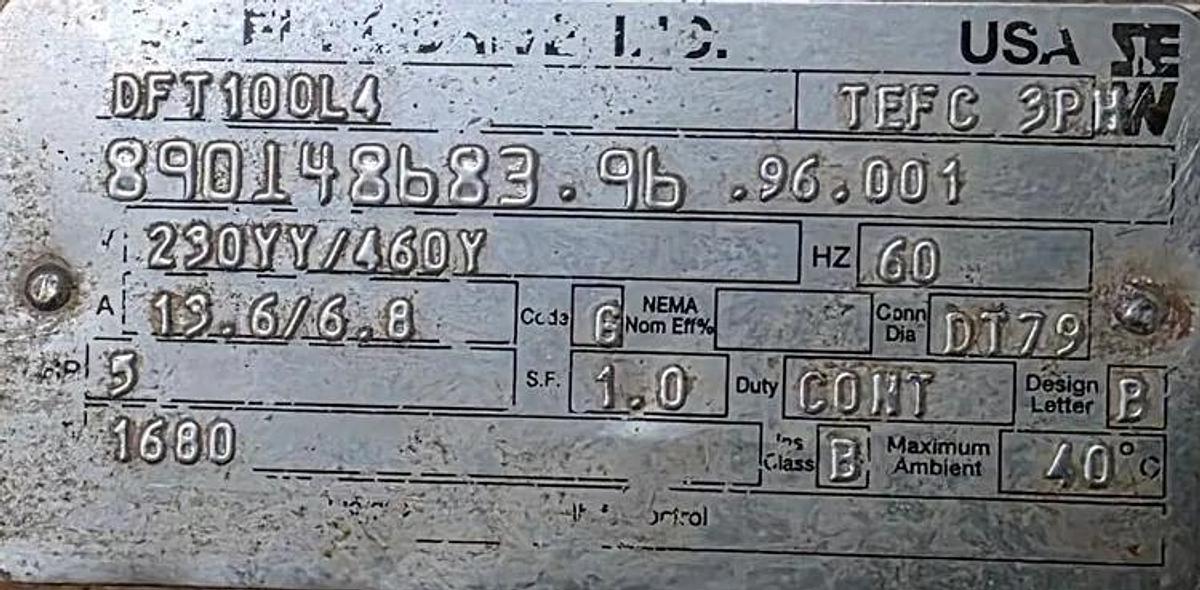 USA SEW
DFT100L4 TEFC 3PH
890148683.96 .96.001
V 230YY/460Y HZ 60
A 13.6/6.8 Code G NEMA Nom Eff% Conn Dia DT79
5 S.F. 1.0 Duty CONT Design Letter B
1680 Ins Class B Maximum Ambient 40°C